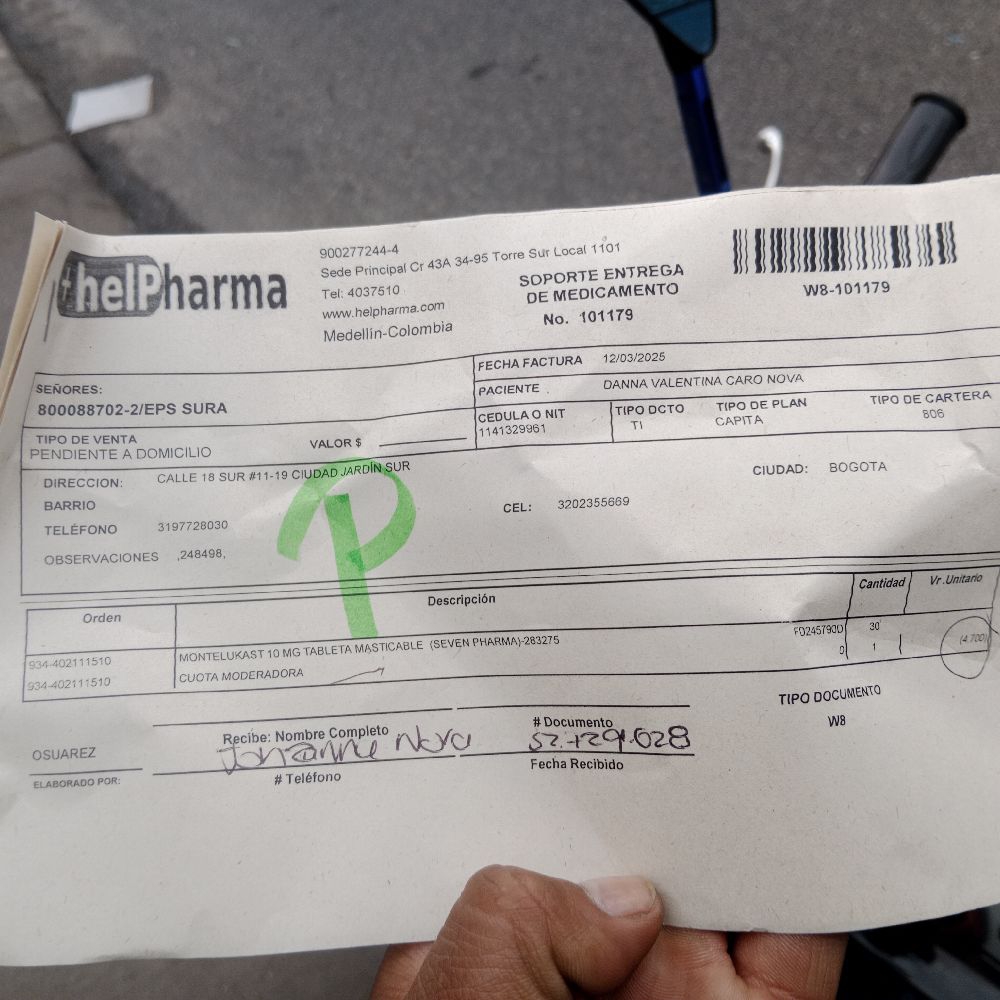 helPharma
900277244-4
Sede Principal Cr 43A 34-95 Torre Sur Local 1101
Tel: 4037510
www.helpharma.com
Medellín-Colombia
SOPORTE ENTREGA
DE MEDICAMENTO
No. 101179
W8-101179
SEÑORES:
800088702-2/EPS SURA
FECHA FACTURA 12/03/2025
PACIENTE DANNA VALENTINA CARO NOVA
CEDULA O NIT TIPO DCTO TIPO DE PLAN TIPO DE CARTERA
1141329961 TI CAPITA 806
TIPO DE VENTA VALOR $
PENDIENTE A DOMICILIO
DIRECCION: CALLE 18 SUR #11-19 CIUDAD JARDÍN SUR CIUDAD: BOGOTA
BARRIO CEL: 3202355669
TELÉFONO 3197728030
OBSERVACIONES ,248498,
P
Orden Descripción Cantidad Vr.Unitario
934-402111510 MONTELUKAST 10 MG TABLETA MASTICABLE (SEVEN PHARMA)-283275 FD245790D 30
934-402111510 CUOTA MODERADORA 0 1 (4.700)
TIPO DOCUMENTO
W8
Recibe: Nombre Completo # Documento
OSUAREZ Nova 52.729.628
ELABORADO POR: # Teléfono Fecha Recibido